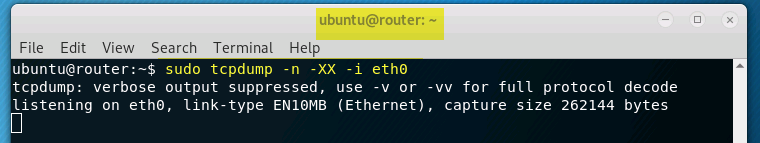 ubuntu@router: ~
File Edit View Search Terminal Help
ubuntu@router:~$ sudo tcpdump -n -XX -i eth0
tcpdump: verbose output suppressed, use -v or -vv for full protocol decode
listening on eth0, link-type EN10MB (Ethernet), capture size 262144 bytes